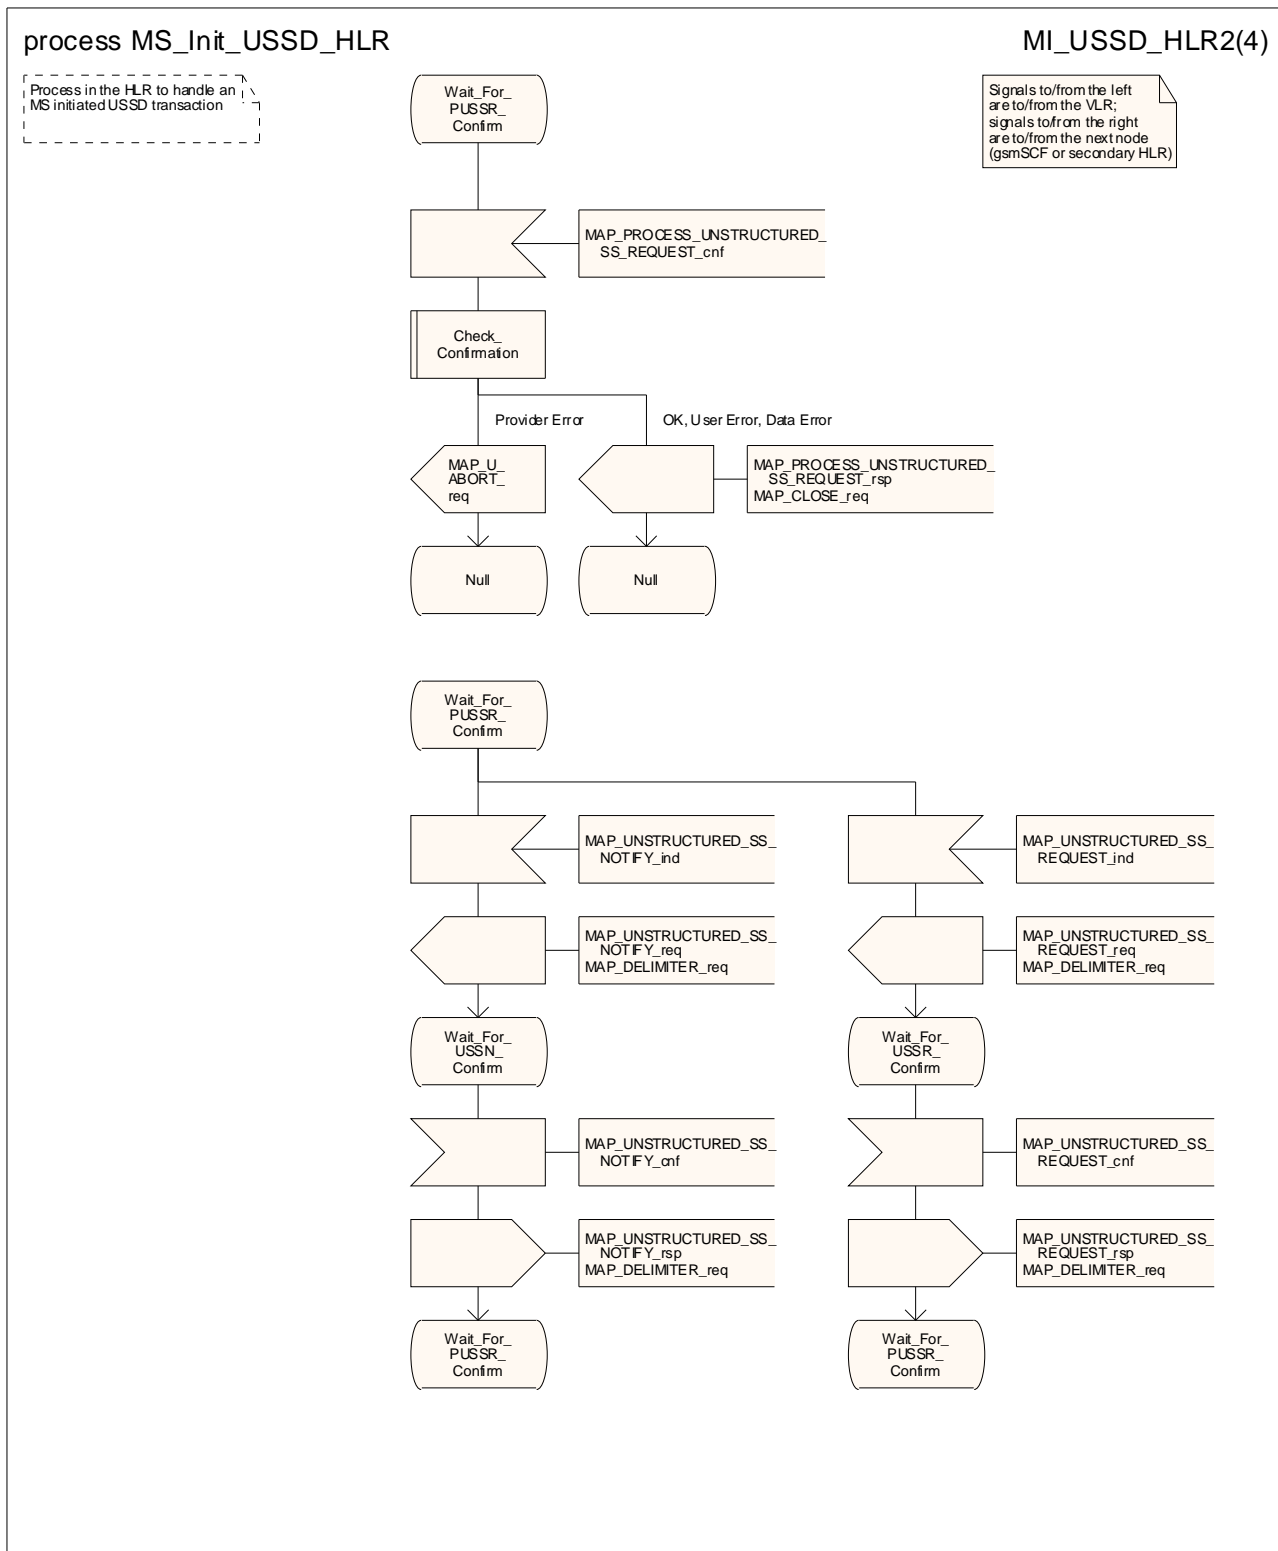 process MS_Init_USSD_HLR
MI_USSD_HLR2(4)
Process in the HLR to handle an
MS initiated USSD transaction
Signals to/from the left
are to/from the VLR;
signals to/from the right
are to/from the next node
(gsmSCF or secondary HLR)
Wait_For_
PUSSR_
Confirm
MAP_PROCESS_UNSTRUCTURED_
SS_REQUEST_cnf
Check_
Confirmation
Provider Error
OK, User Error, Data Error
MAP_U_
ABORT_
req
MAP_PROCESS_UNSTRUCTURED_
SS_REQUEST_rsp
MAP_CLOSE_req
Null
Null
Wait_For_
PUSSR_
Confirm
MAP_UNSTRUCTURED_SS_
NOTIFY_ind
MAP_UNSTRUCTURED_SS_
REQUEST_ind
MAP_UNSTRUCTURED_SS_
NOTIFY_req
MAP_DELIMITER_req
MAP_UNSTRUCTURED_SS_
REQUEST_req
MAP_DELIMITER_req
Wait_For_
USSN_
Confirm
Wait_For_
USSR_
Confirm
MAP_UNSTRUCTURED_SS_
NOTIFY_cnf
MAP_UNSTRUCTURED_SS_
REQUEST_cnf
MAP_UNSTRUCTURED_SS_
NOTIFY_rsp
MAP_DELIMITER_req
MAP_UNSTRUCTURED_SS_
REQUEST_rsp
MAP_DELIMITER_req
Wait_For_
PUSSR_
Confirm
Wait_For_
PUSSR_
Confirm